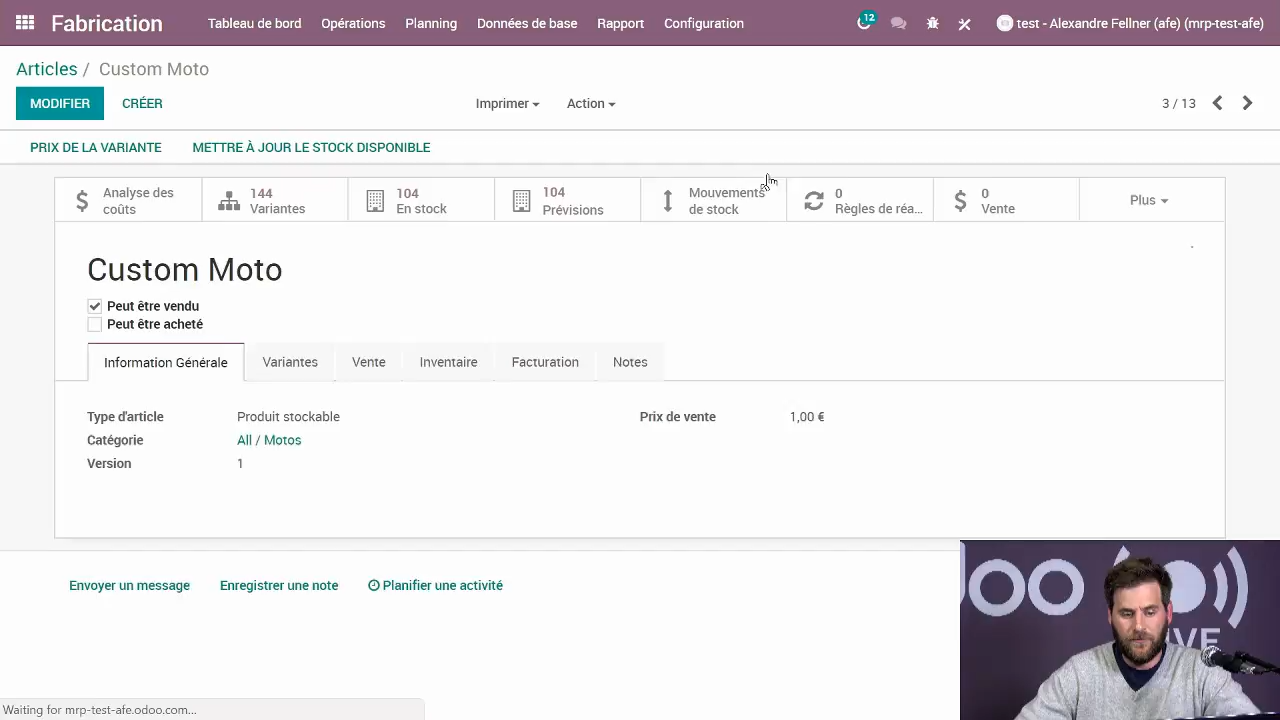 Fabrication Tableau de bord Opérations Planning Données de base Rapport Configuration 12 test - Alexandre Fellner (afe) (mrp-test-afe)
Articles / Custom Moto
MODIFIER CRÉER Imprimer Action 3 / 13
PRIX DE LA VARIANTE METTRE À JOUR LE STOCK DISPONIBLE
Analyse des coûts
144 Variantes
104 En stock
104 Prévisions
Mouvements de stock
0 Règles de réa...
0 Vente
Plus
Custom Moto
Peut être vendu
Peut être acheté
Information Générale Variantes Vente Inventaire Facturation Notes
Type d'article Produit stockable Prix de vente 1,00 €
Catégorie All / Motos
Version 1
Envoyer un message Enregistrer une note Planifier une activité
Waiting for mrp-test-afe.odoo.com...